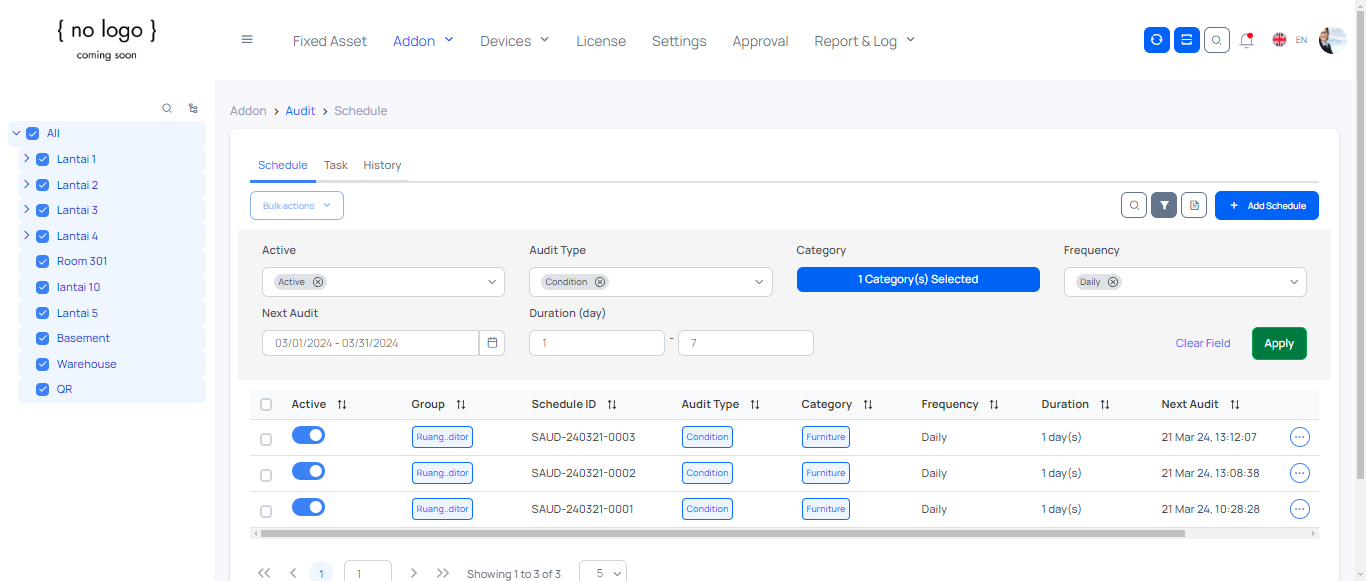 { no logo }
coming soon
Fixed Asset Addon Devices License Settings Approval Report & Log EN
Addon > Audit > Schedule
All
Lantai 1
Lantai 2
Lantai 3
Lantai 4
Room 301
lantai 10
Lantai 5
Basement
Warehouse
QR
Schedule Task History
Bulk actions + Add Schedule
Active Audit Type Category Frequency
Active Condition 1 Category(s) Selected Daily
Next Audit Duration (day)
03/01/2024 - 03/31/2024 1 - 7 Clear Field Apply
Active Group Schedule ID Audit Type Category Frequency Duration Next Audit
Ruang..ditor SAUD-240321-0003 Condition Furniture Daily 1 day(s) 21 Mar 24, 13:12:07
Ruang..ditor SAUD-240321-0002 Condition Furniture Daily 1 day(s) 21 Mar 24, 13:08:38
Ruang..ditor SAUD-240321-0001 Condition Furniture Daily 1 day(s) 21 Mar 24, 10:28:28
1 1 Showing 1 to 3 of 3 5